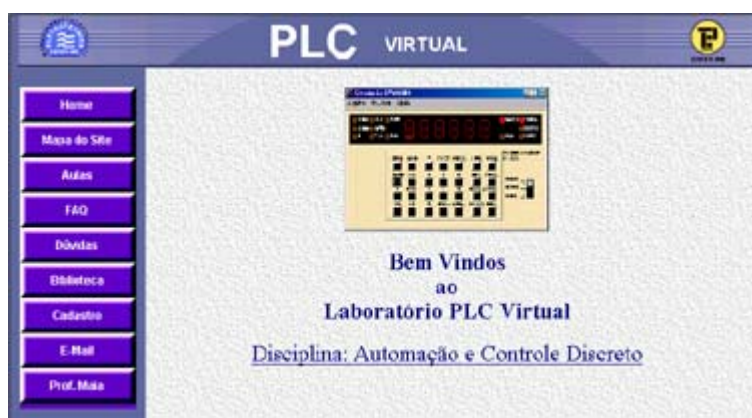 PLC VIRTUAL
Home
Mapa do Site
Aulas
FAQ
Dúvidas
Biblioteca
Cadastro
E-Mail
Prof. Maia
Bem Vindos
ao
Laboratório PLC Virtual
Disciplina: Automação e Controle Discreto